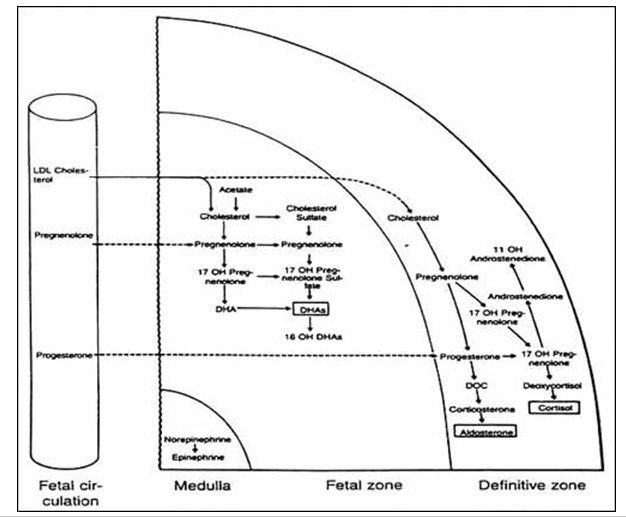 LDL Choles-
terol
Pregnenolone
Progesterone
Fetal cir-
culation
Acetate
Cholesterol
Cholesterol
Sulfate
Pregnenolone
Pregnenolone
17 OH Preg-
nenolone
17 OH Preg-
nenolone Sul-
fate
DHA
DHAs
16 OH DHAs
Norepinephrine
Epinephrine
Medulla
Fetal zone
Cholesterol
Pregnenolone
17 OH Preg-
nenolone
Progesterone
DOC
Corticosterone
Aldosterone
11 OH
Androstenedione
Androstenedione
17 OH Preg-
nenolone
Deoxycortisol
Cortisol
Definitive zone